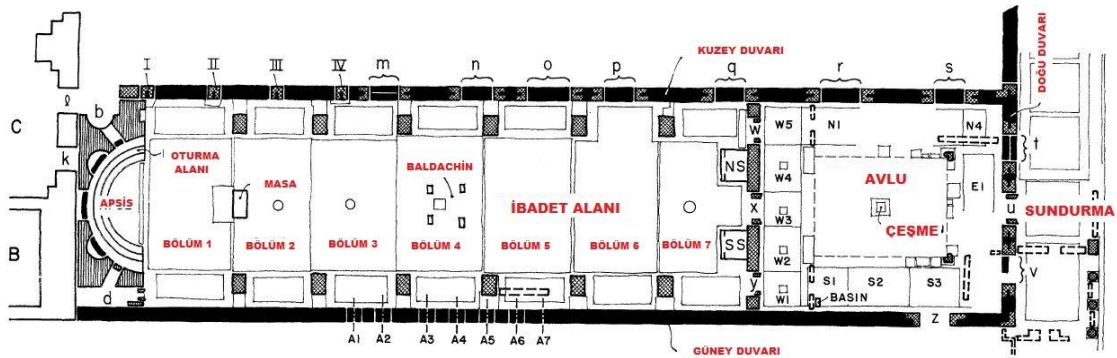 I II III IV m n o p KUZEY DUVARI q r s
DOĞU DUVARI
ℓ b
C
k
OTURMA
ALANI
APSİS
MASA
BALDACHİN
İBADET ALANI
w W5 N1 N4
NS W4
t
AVLU
E1
x W3
ÇEŞME
u SUNDURMA
BÖLÜM 1 BÖLÜM 2 BÖLÜM 3 BÖLÜM 4 BÖLÜM 5 BÖLÜM 6 BÖLÜM 7
B
SS W2
v
d
y W1 S1 S2 S3
BASIN
z
A1 A2 A3 A4 A5 A6 A7
GÜNEY DUVARI